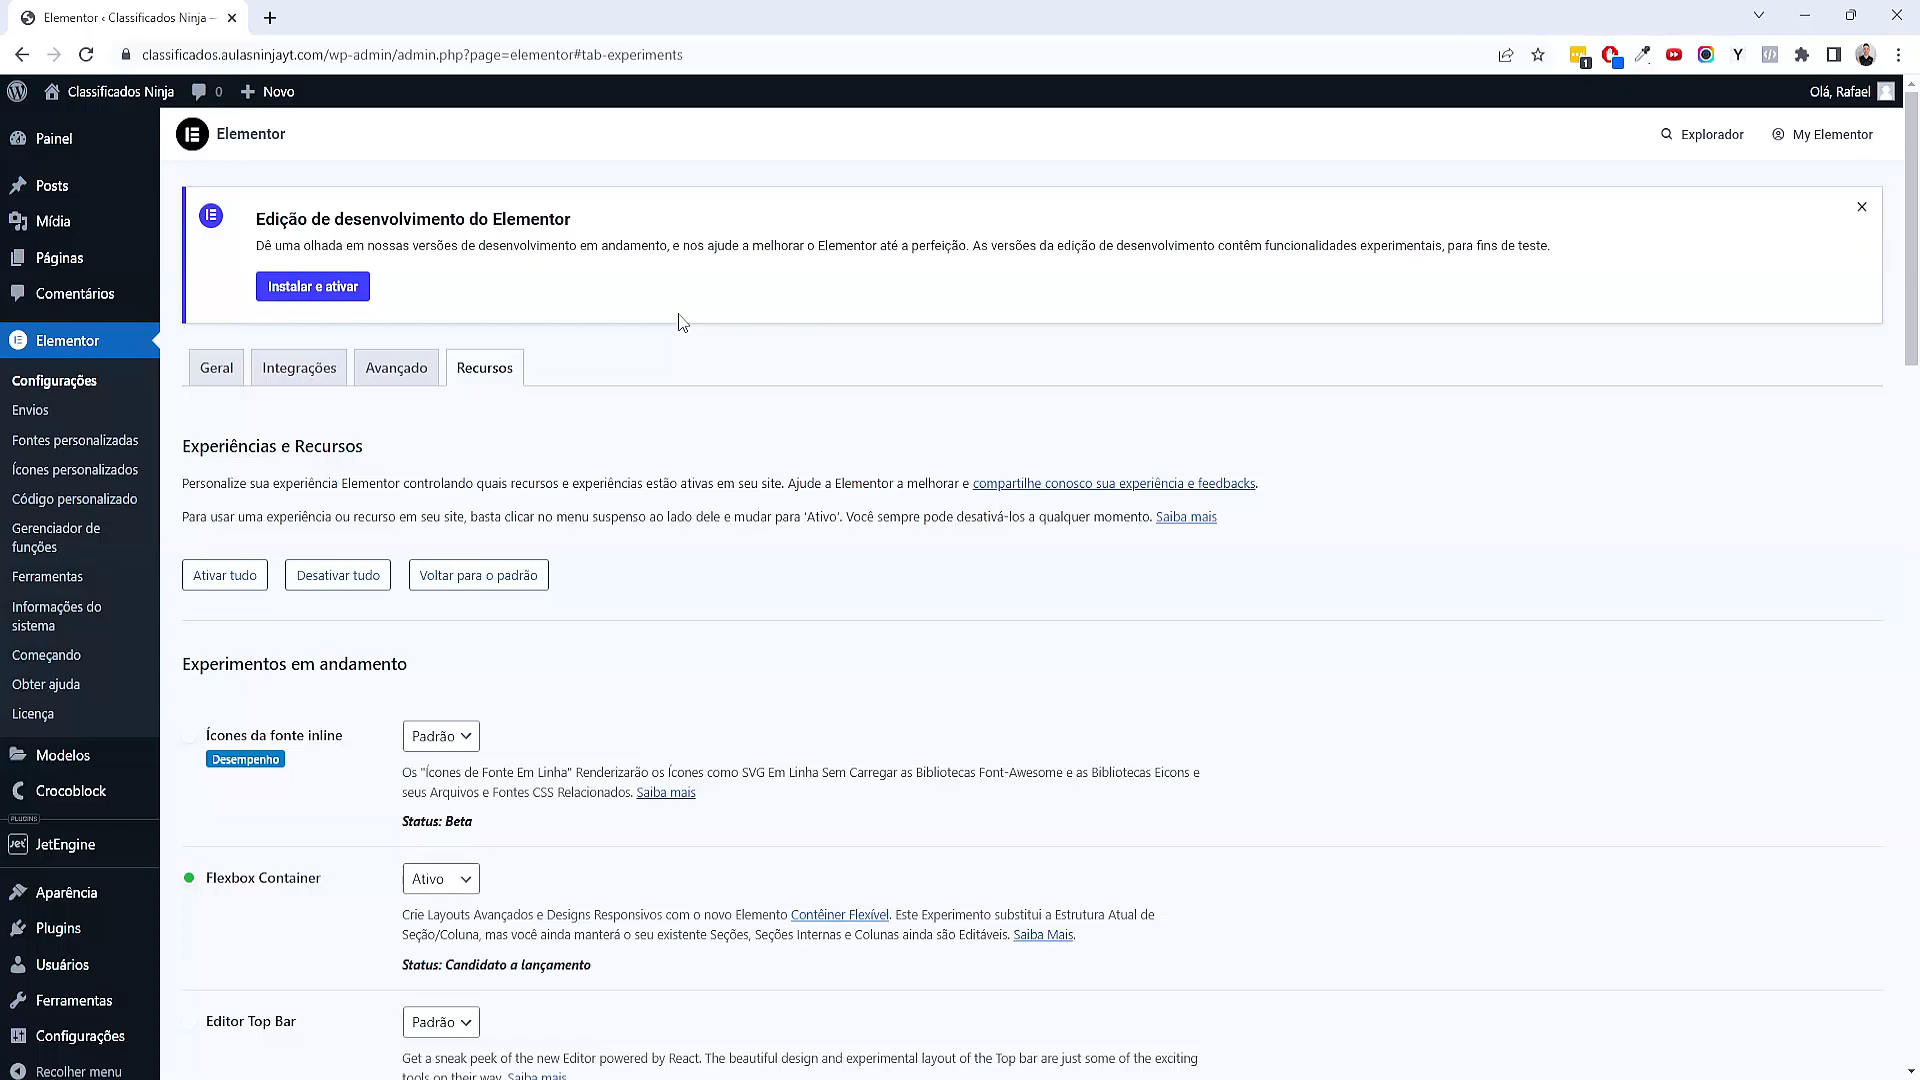 Elementor ‹ Classificados Ninja –
classificados.aulasninjayt.com/wp-admin/admin.php?page=elementor#tab-experiments
1
Y
Classificados Ninja
0
Novo
Olá, Rafael
Painel
Posts
Mídia
Páginas
Comentários
Elementor
Configurações
Envios
Fontes personalizadas
Ícones personalizados
Código personalizado
Gerenciador de
funções
Ferramentas
Informações do
sistema
Começando
Obter ajuda
Licença
Modelos
Crocoblock
PLUGINS
Jet
JetEngine
Aparência
Plugins
Usuários
Ferramentas
Configurações
Recolher menu
Elementor
Explorador
My Elementor
Edição de desenvolvimento do Elementor
Dê uma olhada em nossas versões de desenvolvimento em andamento, e nos ajude a melhorar o Elementor até a perfeição. As versões da edição de desenvolvimento contêm funcionalidades experimentais, para fins de teste.
Instalar e ativar
Geral
Integrações
Avançado
Recursos
Experiências e Recursos
Personalize sua experiência Elementor controlando quais recursos e experiências estão ativas em seu site. Ajude a Elementor a melhorar e compartilhe conosco sua experiência e feedbacks.
Para usar uma experiência ou recurso em seu site, basta clicar no menu suspenso ao lado dele e mudar para 'Ativo'. Você sempre pode desativá-los a qualquer momento. Saiba mais
Ativar tudo
Desativar tudo
Voltar para o padrão
Experimentos em andamento
Ícones da fonte inline
Desempenho
Padrão
Os "Ícones de Fonte Em Linha" Renderizarão os Ícones como SVG Em Linha Sem Carregar as Bibliotecas Font-Awesome e as Bibliotecas Eicons e
seus Arquivos e Fontes CSS Relacionados. Saiba mais
Status: Beta
Flexbox Container
Ativo
Crie Layouts Avançados e Designs Responsivos com o novo Elemento Contêiner Flexível. Este Experimento substitui a Estrutura Atual de
Seção/Coluna, mas você ainda manterá o seu existente Seções, Seções Internas e Colunas ainda são Editáveis. Saiba Mais.
Status: Candidato a lançamento
Editor Top Bar
Padrão
Get a sneak peek of the new Editor powered by React. The beautiful design and experimental layout of the Top bar are just some of the exciting
tools on their way. Saiba mais